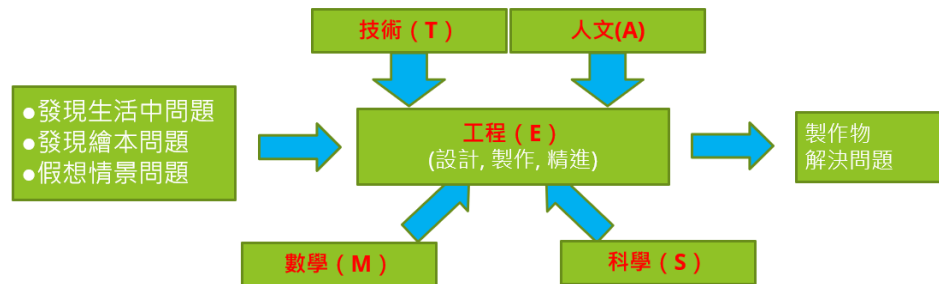 技術（T）
人文(A)
●發現生活中問題
●發現繪本問題
●假想情景問題
工程（E）
(設計, 製作, 精進)
製作物
解決問題
數學（M）
科學（S）